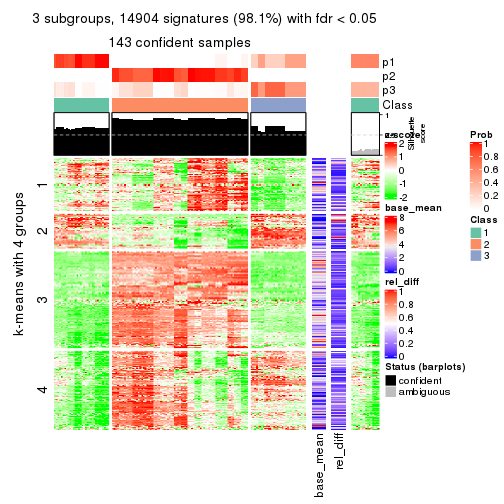 3 subgroups, 14904 signatures (98.1%) with fdr < 0.05
143 confident samples
p1
p2
p3
Class
1
Silhouette
score
z-score
2
1
0
-1
-2
base_mean
8
6
4
2
0
rel_diff
1
0.8
0.6
0.4
0.2
0
Status (barplots)
confident
ambiguous
Prob
1
0.8
0.6
0.4
0.2
0
Class
1
2
3
k-means with 4 groups
1
2
3
4
base_mean
rel_diff